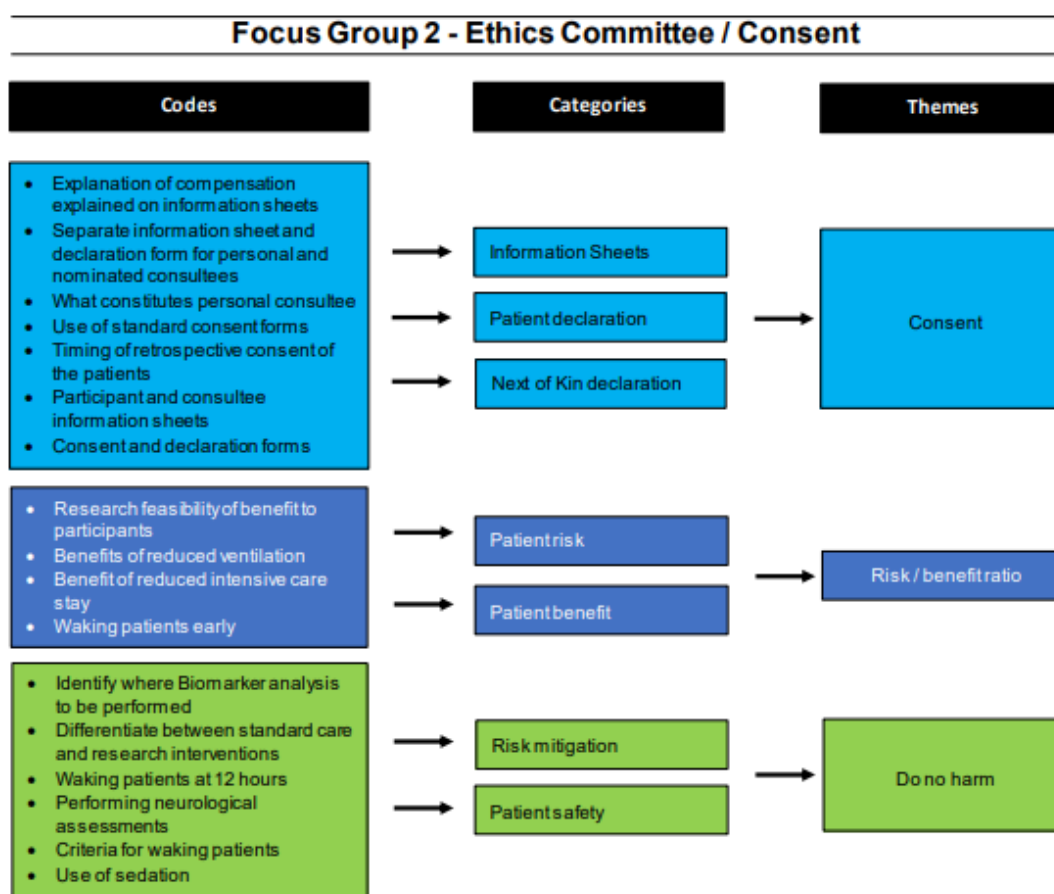 Focus Group 2 - Ethics Committee / Consent
Codes
Categories
Themes
• Explanation of compensation
explained on information sheets
• Separate information sheet and
declaration form for personal and
nominated consultees
• What constitutes personal consultee
• Use of standard consent forms
• Timing of retrospective consent of
the patients
• Participant and consultee
information sheets
• Consent and declaration forms
Information Sheets
Patient declaration
Next of Kin declaration
Consent
• Research feasibility of benefit to
participants
• Benefits of reduced ventilation
• Benefit of reduced intensive care
stay
• Waking patients early
Patient risk
Patient benefit
Risk / benefit ratio
• Identify where Biomarker analysis
to be performed
• Differentiate between standard care
and research interventions
• Waking patients at 12 hours
• Performing neurological
assessments
• Criteria for waking patients
• Use of sedation
Risk mitigation
Patient safety
Do no harm